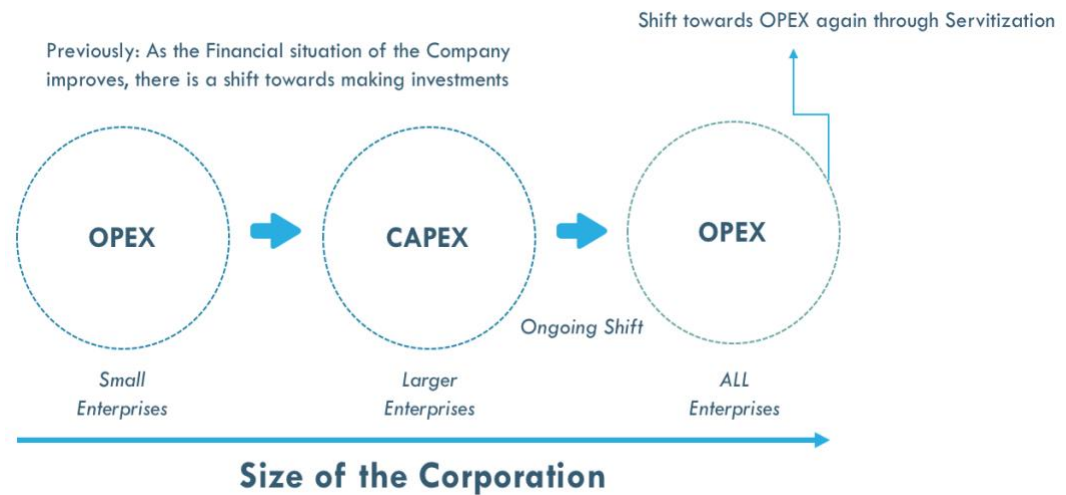 Shift towards OPEX again through Servitization
Previously: As the Financial situation of the Company
improves, there is a shift towards making investments
OPEX
CAPEX
OPEX
Ongoing Shift
Small
Enterprises
Larger
Enterprises
ALL
Enterprises
Size of the Corporation